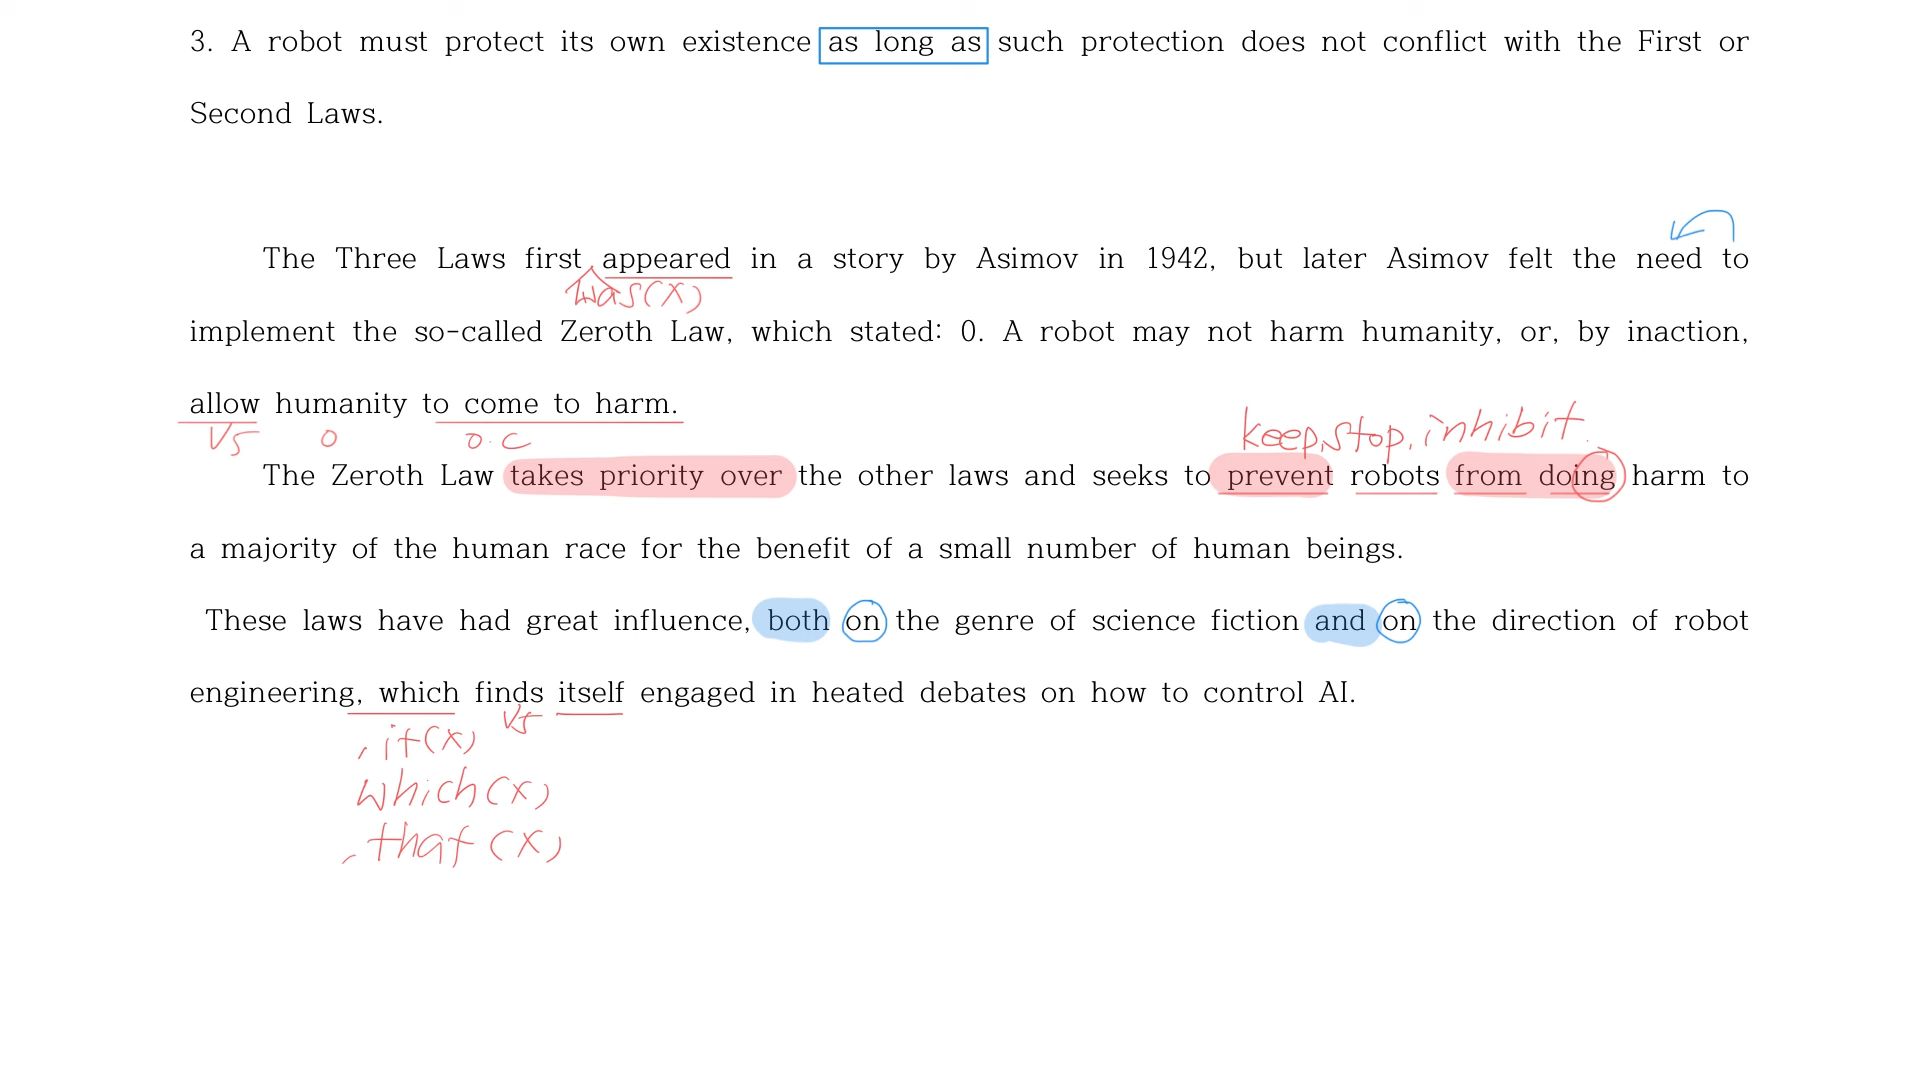 3. A robot must protect its own existence as long as such protection does not conflict with the First or
Second Laws.
The Three Laws first appeared in a story by Asimov in 1942, but later Asimov felt the need to
was(X)
implement the so-called Zeroth Law, which stated: 0. A robot may not harm humanity, or, by inaction,
allow humanity to come to harm.
V5 O O.C
keep, stop, inhibit.
The Zeroth Law takes priority over the other laws and seeks to prevent robots from doing harm to
a majority of the human race for the benefit of a small number of human beings.
These laws have had great influence, both on the genre of science fiction and on the direction of robot
engineering, which finds itself engaged in heated debates on how to control AI.
V5
, it(X)
which(X)
, that(X)